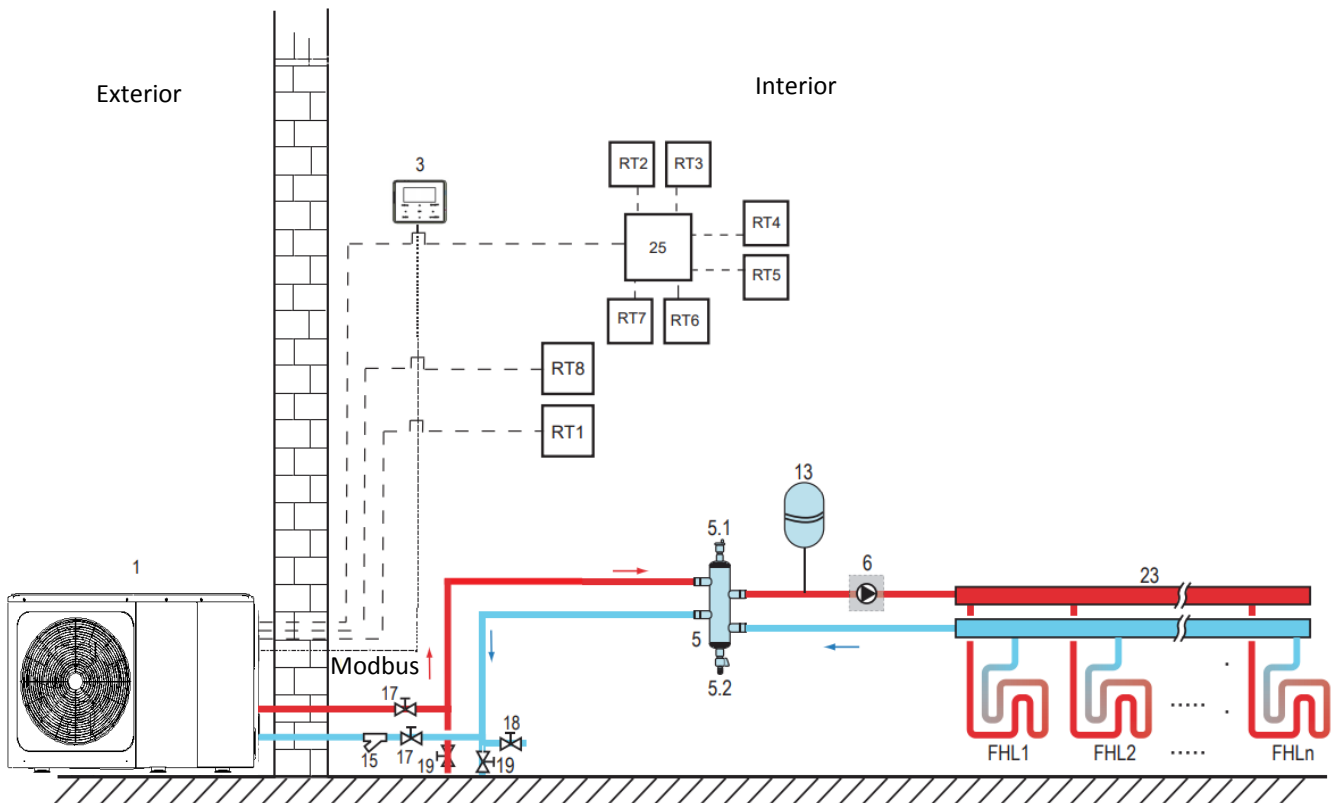 Exterior
Interior
3
RT2
RT3
RT4
25
RT5
RT7
RT6
RT8
RT1
13
5.1
1
6
23
5
Modbus
5.2
17
18
15
17
19
19
FHL1
FHL2
.....
.....
.
.
FHLn